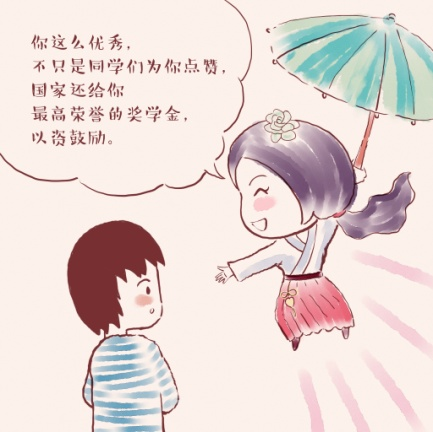 你这么优秀，
不只是同学们为你点赞，
国家还给你
最高荣誉的奖学金，
以资鼓励。